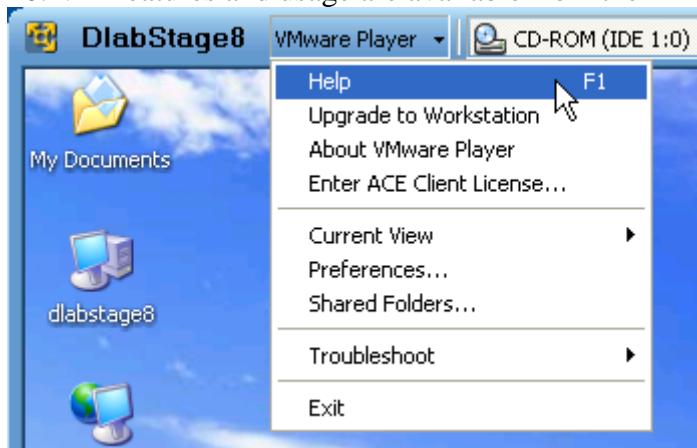 DlabStage8 VMware Player CD-ROM (IDE 1:0)
Help F1
Upgrade to Workstation
About VMware Player
Enter ACE Client License...
Current View
Preferences...
Shared Folders...
Troubleshoot
Exit
My Documents
dlabstage8